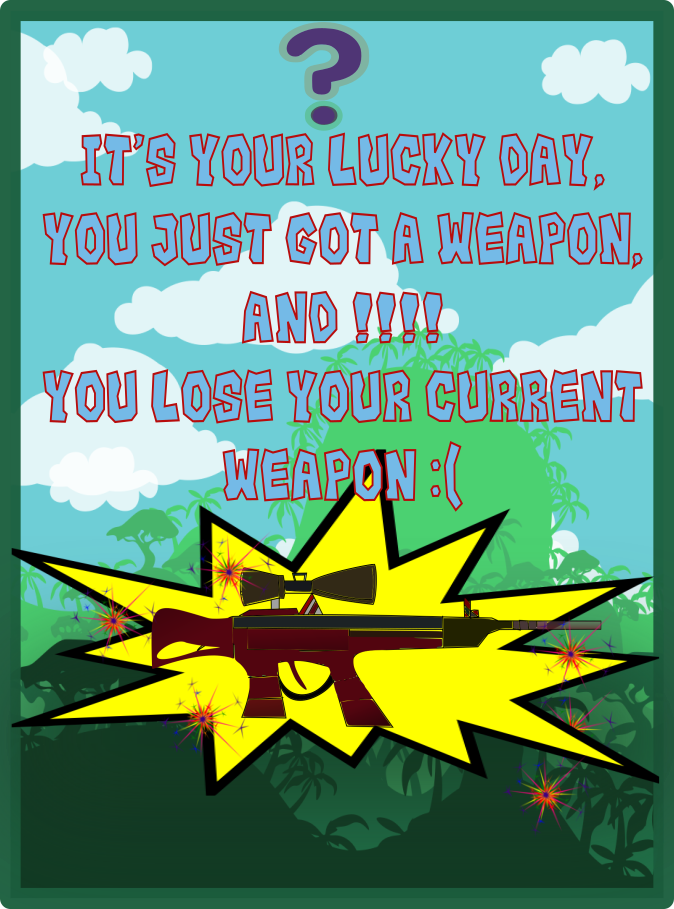 ?
IT'S YOUR LUCKY DAY,
YOU JUST GOT A WEAPON,
AND !!!!
YOU LOSE YOUR CURRENT
WEAPON :(